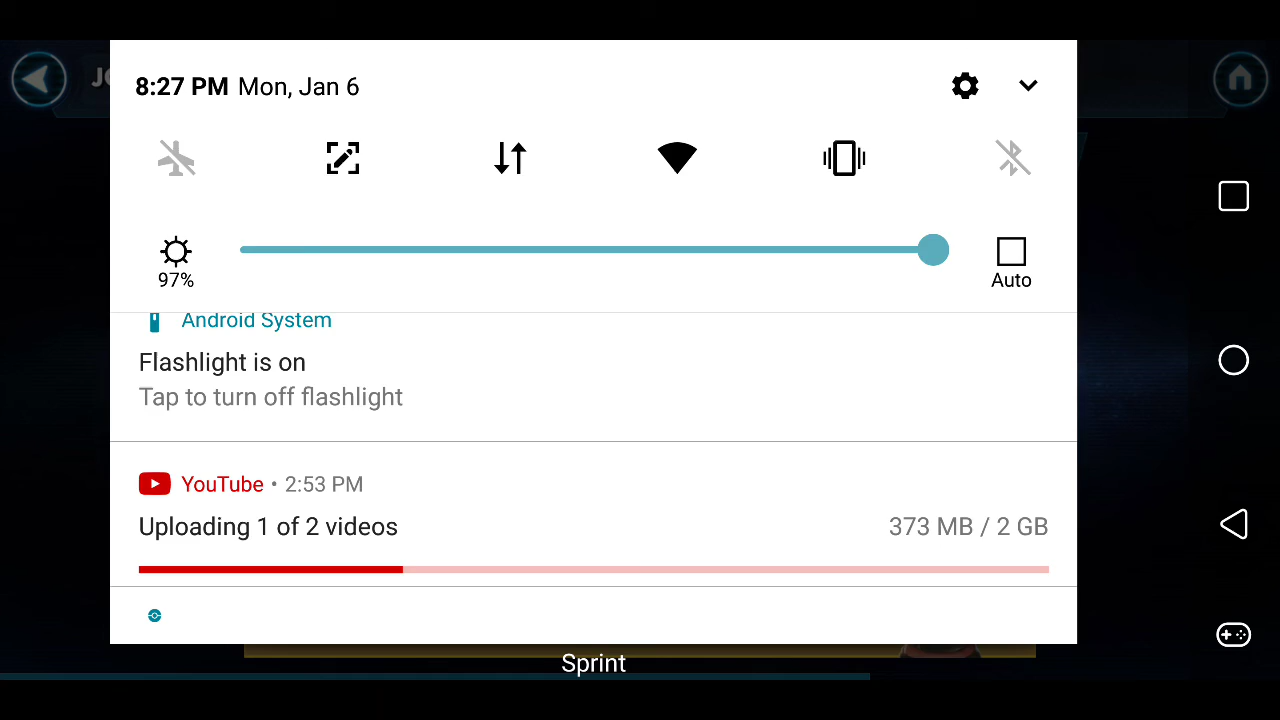 JO
8:27 PM Mon, Jan 6
97%
Auto
Android System
Flashlight is on
Tap to turn off flashlight
YouTube • 2:53 PM
Uploading 1 of 2 videos
373 MB / 2 GB
Sprint